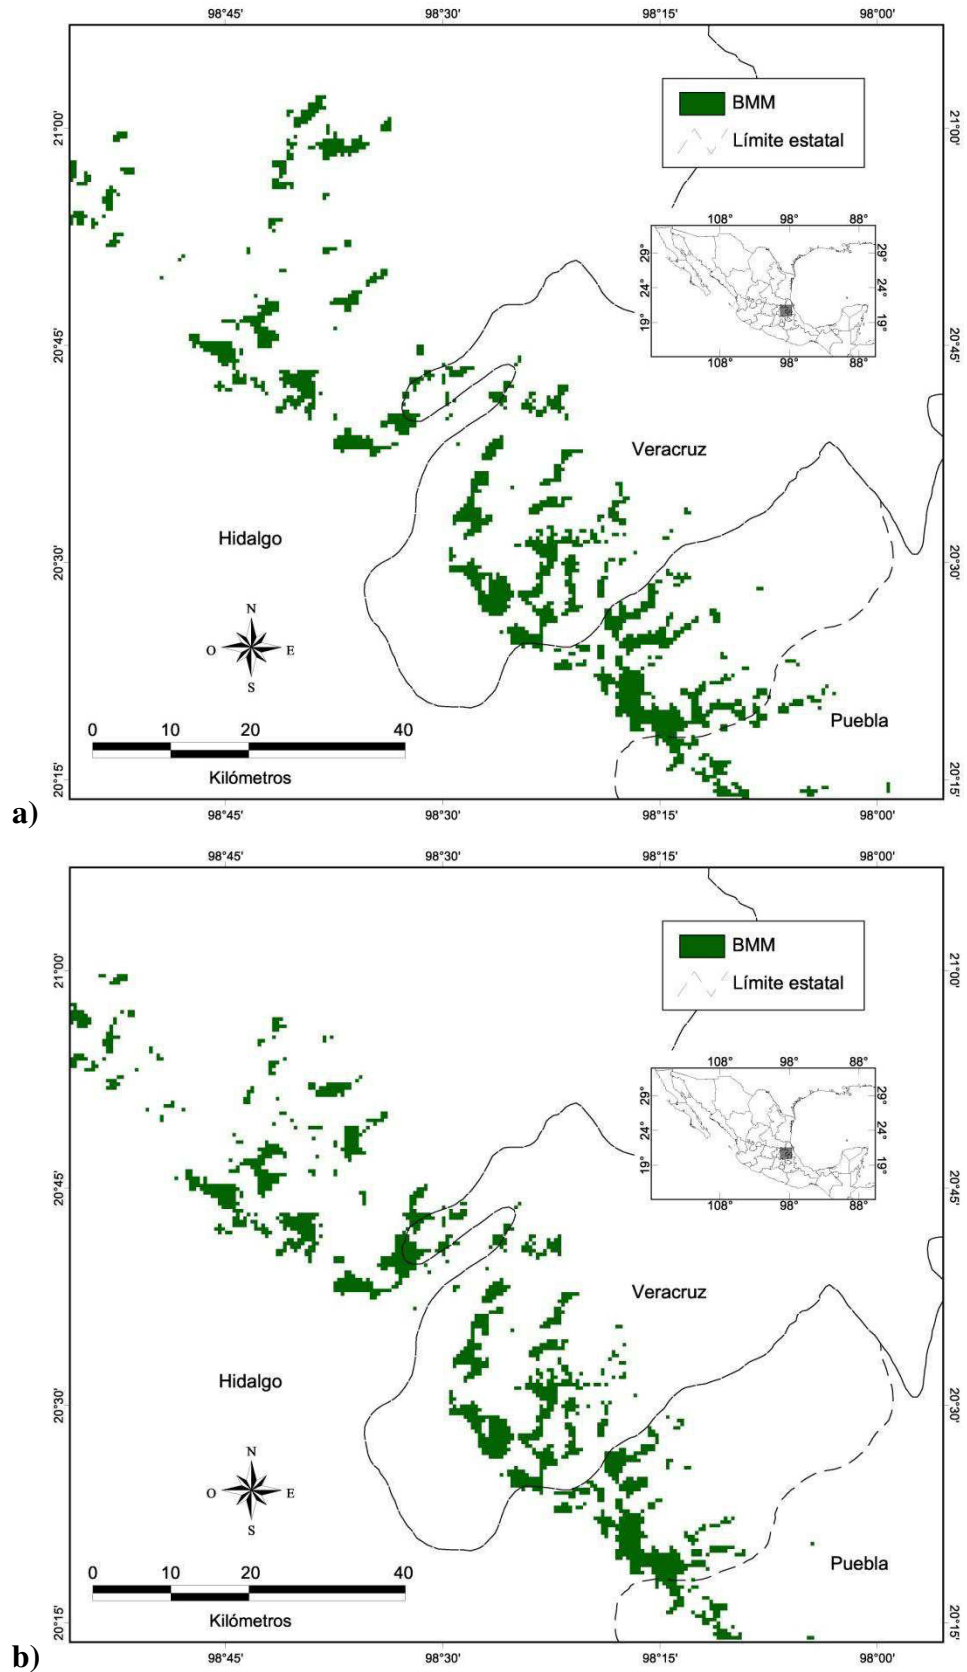 98°45' 98°30' 98°15' 98°00'
21°00' 21°00'
BMM
Límite estatal
108° 98° 88°
29° 29°
24° 24°
19° 19°
108° 98° 88°
20°45' 20°45'
Veracruz
Hidalgo
20°30' 20°30'
N
O E
S
0 10 20 40
Kilómetros
Puebla
20°15' 20°15'
a)
98°45' 98°30' 98°15' 98°00'
98°45' 98°30' 98°15' 98°00'
21°00' 21°00'
BMM
Límite estatal
108° 98° 88°
29° 29°
24° 24°
19° 19°
108° 98° 88°
20°45' 20°45'
Veracruz
Hidalgo
20°30' 20°30'
N
O E
S
0 10 20 40
Kilómetros
Puebla
20°15' 20°15'
b)
98°45' 98°30' 98°15' 98°00'